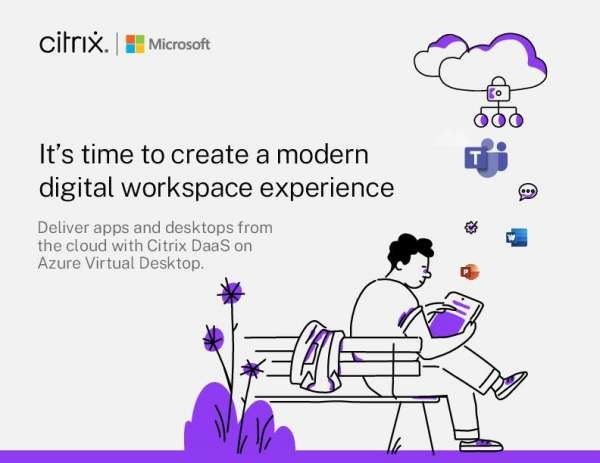 citrix. | Microsoft
It's time to create a modern
digital workspace experience
Deliver apps and desktops from
the cloud with Citrix DaaS on
Azure Virtual Desktop.
T
W
P